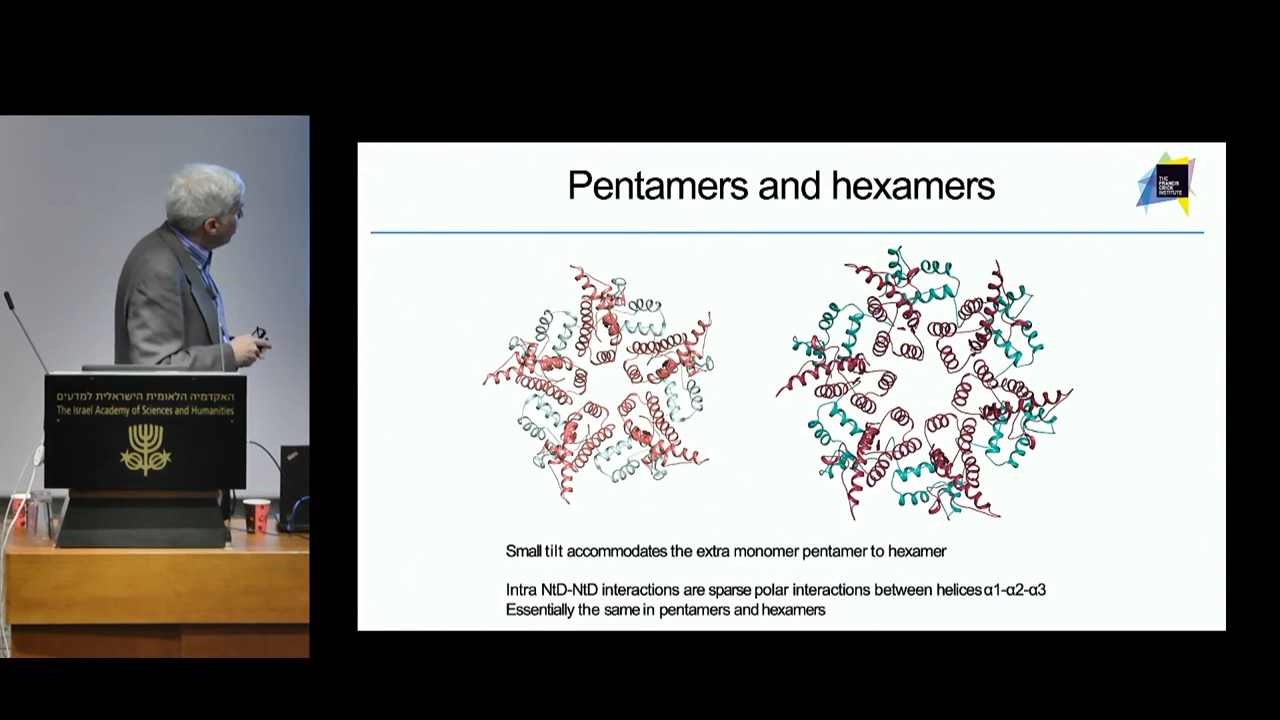 האקדמיה הלאומית הישראלית למדעים
The Israel Academy of Sciences and Humanities
Pentamers and hexamers
THE
FRANCIS
CRICK
INSTITUTE
Small tilt accommodates the extra monomer pentamer to hexamer
Intra NtD-NtD interactions are sparse polar interactions between helices α1-α2-α3
Essentially the same in pentamers and hexamers